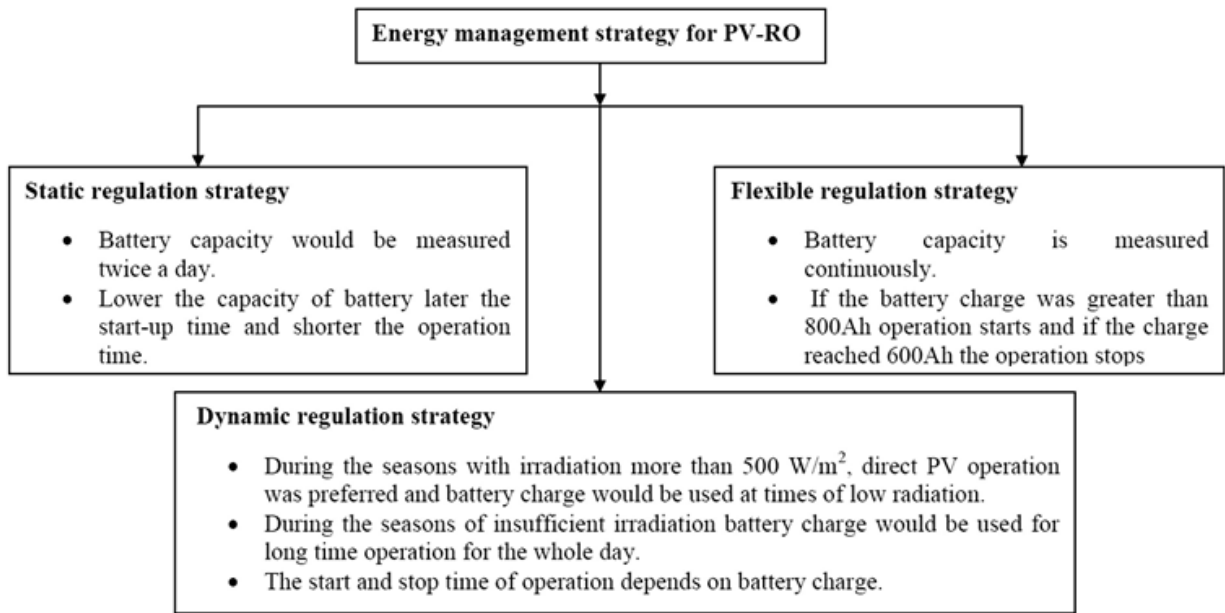 Energy management strategy for PV-RO
Static regulation strategy
• Battery capacity would be measured
twice a day.
• Lower the capacity of battery later the
start-up time and shorter the operation
time.
Flexible regulation strategy
• Battery capacity is measured
continuously.
• If the battery charge was greater than
800Ah operation starts and if the charge
reached 600Ah the operation stops
Dynamic regulation strategy
• During the seasons with irradiation more than 500 W/m², direct PV operation
was preferred and battery charge would be used at times of low radiation.
• During the seasons of insufficient irradiation battery charge would be used for
long time operation for the whole day.
• The start and stop time of operation depends on battery charge.